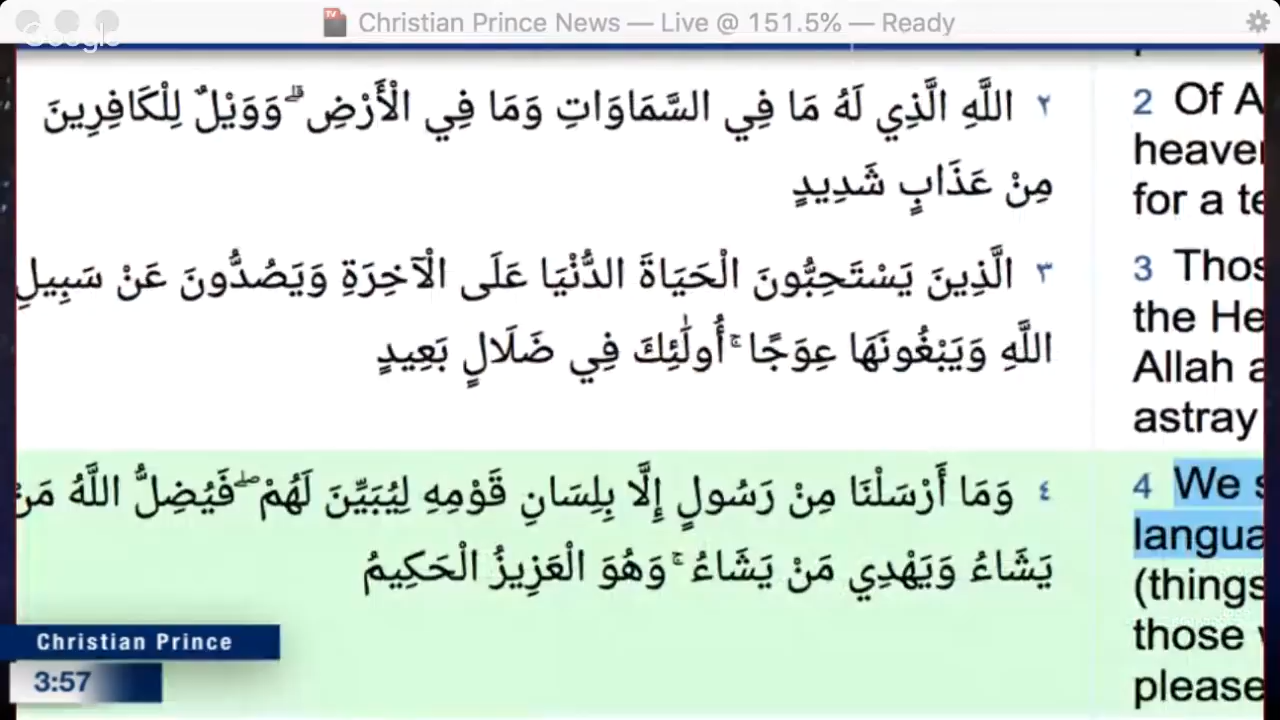 Christian Prince News — Live @ 151.5% — Ready
Google
٢ اللَّهِ الَّذِي لَهُ مَا فِي السَّمَاوَاتِ وَمَا فِي الْأَرْضِ ۗ وَوَيْلٌ لِلْكَافِرِينَ
مِنْ عَذَابٍ شَدِيدٍ
٣ الَّذِينَ يَسْتَحِبُّونَ الْحَيَاةَ الدُّنْيَا عَلَى الْآخِرَةِ وَيَصُدُّونَ عَنْ سَبِيلِ
اللَّهِ وَيَبْغُونَهَا عِوَجًا ۚ أُولَٰئِكَ فِي ضَلَالٍ بَعِيدٍ
٤ وَمَا أَرْسَلْنَا مِنْ رَسُولٍ إِلَّا بِلِسَانِ قَوْمِهِ لِيُبَيِّنَ لَهُمْ ۖ فَيُضِلُّ اللَّهُ مَنْ
يَشَاءُ وَيَهْدِي مَنْ يَشَاءُ ۚ وَهُوَ الْعَزِيزُ الْحَكِيمُ
2 Of A
heave
for a te
3 Thos
the He
Allah a
astray
4 We s
langua
(things
those
please
Christian Prince
3:57